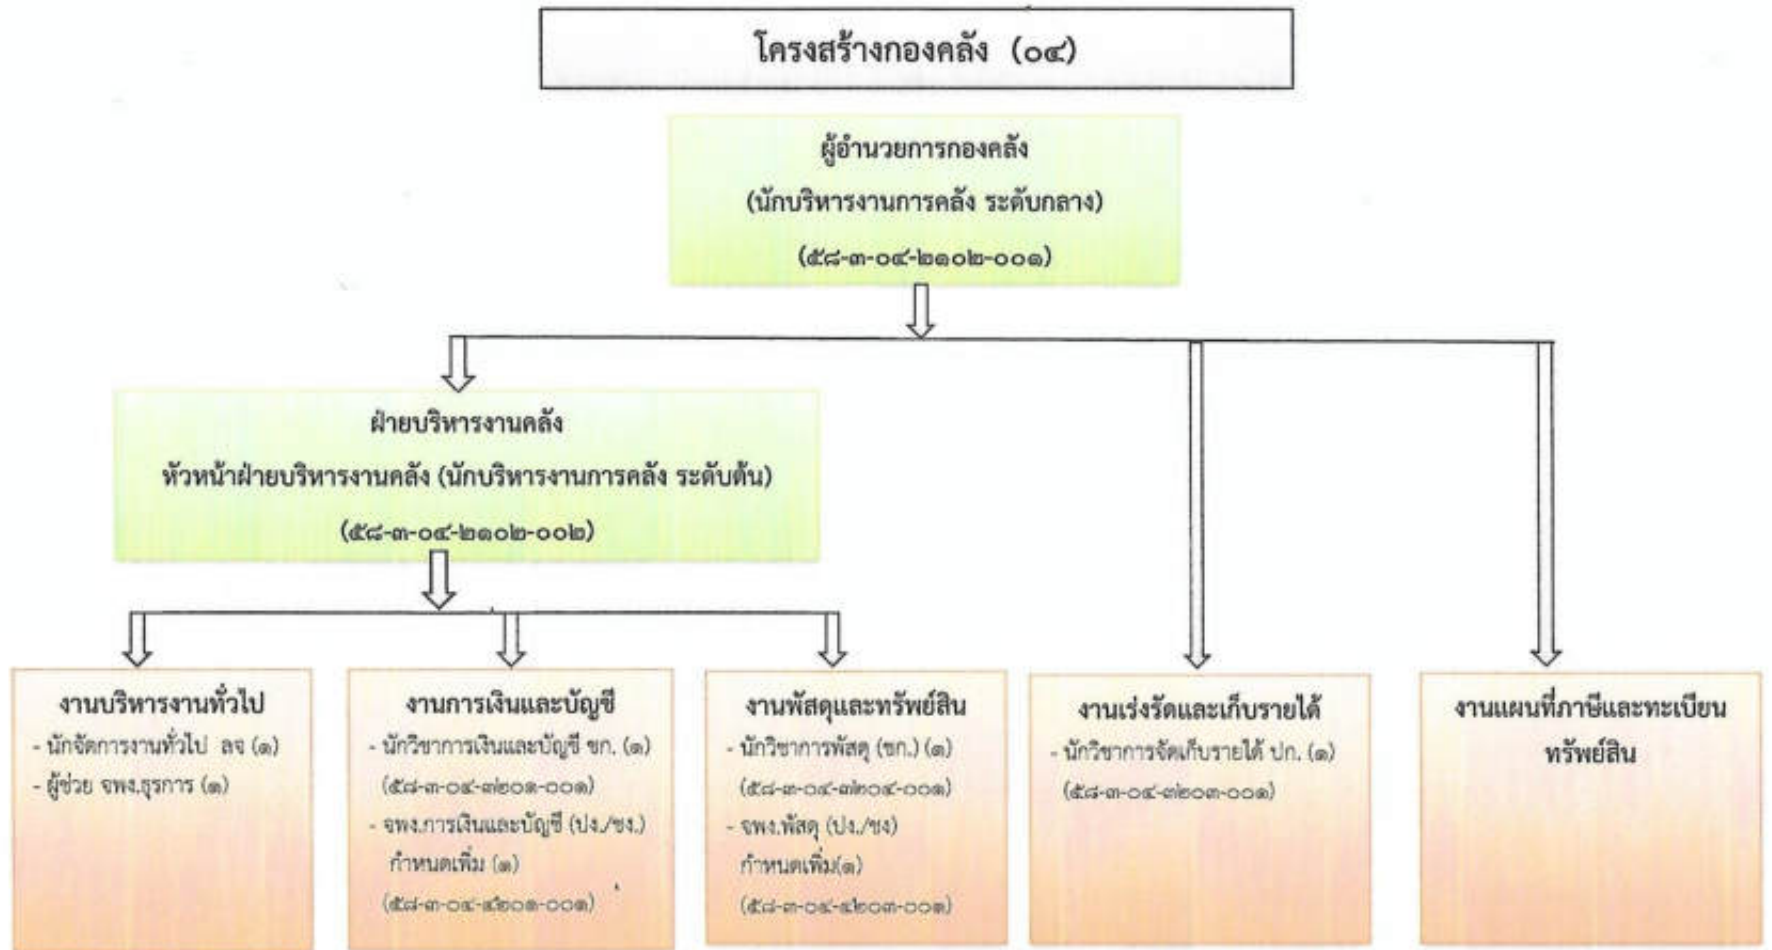 โครงสร้างกองคลัง (๐๔)
ผู้อำนวยการกองคลัง
(นักบริหารงานการคลัง ระดับกลาง)
(๕๘-๓-๐๔-๒๑๐๒-๐๐๑)
ฝ่ายบริหารงานคลัง
หัวหน้าฝ่ายบริหารงานคลัง (นักบริหารงานการคลัง ระดับต้น)
(๕๘-๓-๐๔-๒๑๐๒-๐๐๒)
งานบริหารงานทั่วไป
- นักจัดการงานทั่วไป ลจ (๑)
- ผู้ช่วย จพง.ธุรการ (๑)
งานการเงินและบัญชี
- นักวิชาการเงินและบัญชี ชก. (๑)
(๕๘-๓-๐๔-๓๒๐๑-๐๐๑)
- จพง.การเงินและบัญชี (ปง./ชง.)
กำหนดเพิ่ม (๑)
(๕๘-๓-๐๔-๔๒๐๑-๐๐๑)
งานพัสดุและทรัพย์สิน
- นักวิชาการพัสดุ (ชก.) (๑)
(๕๘-๓-๐๔-๓๒๐๔-๐๐๑)
- จพง.พัสดุ (ปง./ชง)
กำหนดเพิ่ม(๑)
(๕๘-๓-๐๔-๔๒๐๓-๐๐๑)
งานเร่งรัดและเก็บรายได้
- นักวิชาการจัดเก็บรายได้ ปก. (๑)
(๕๘-๓-๐๔-๓๒๐๓-๐๐๑)
งานแผนที่ภาษีและทะเบียน
ทรัพย์สิน